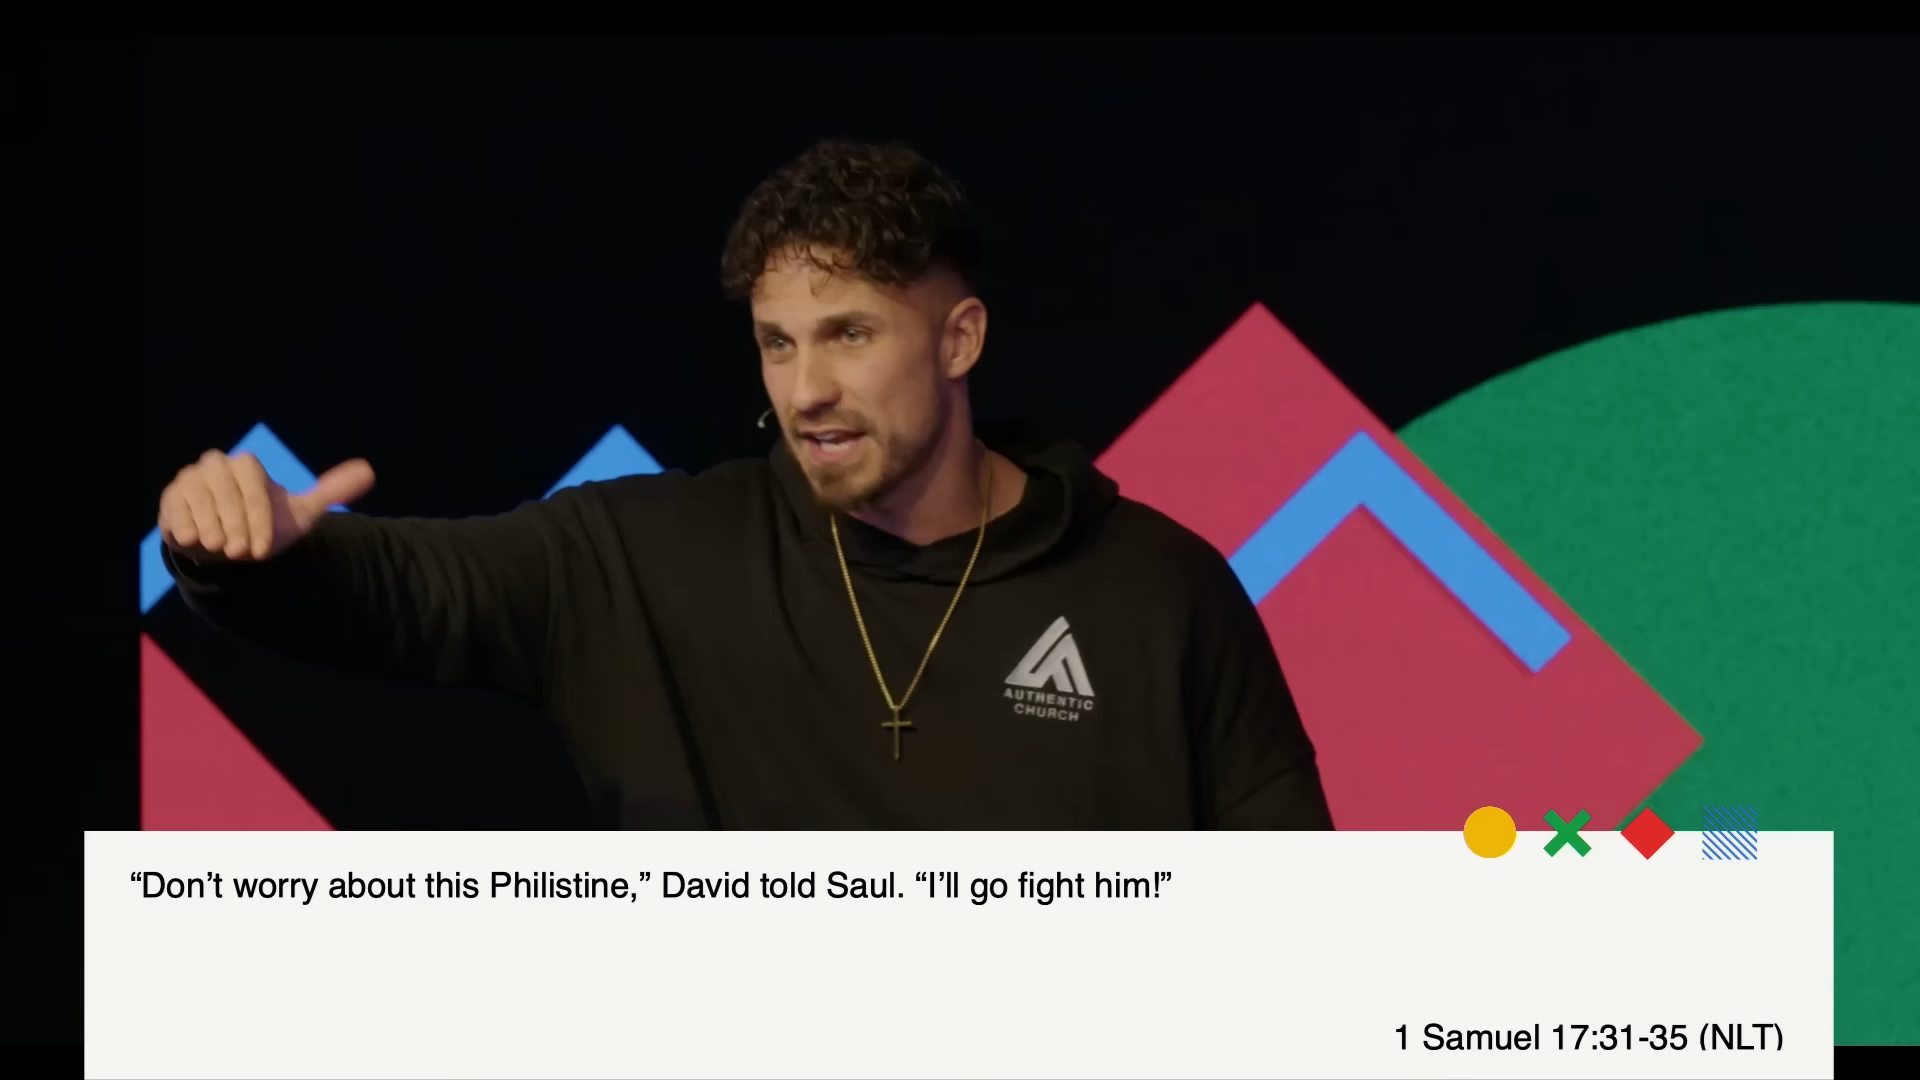 AUTHENTIC
CHURCH
“Don’t worry about this Philistine,” David told Saul. “I’ll go fight him!”
1 Samuel 17:31-35 (NLT)